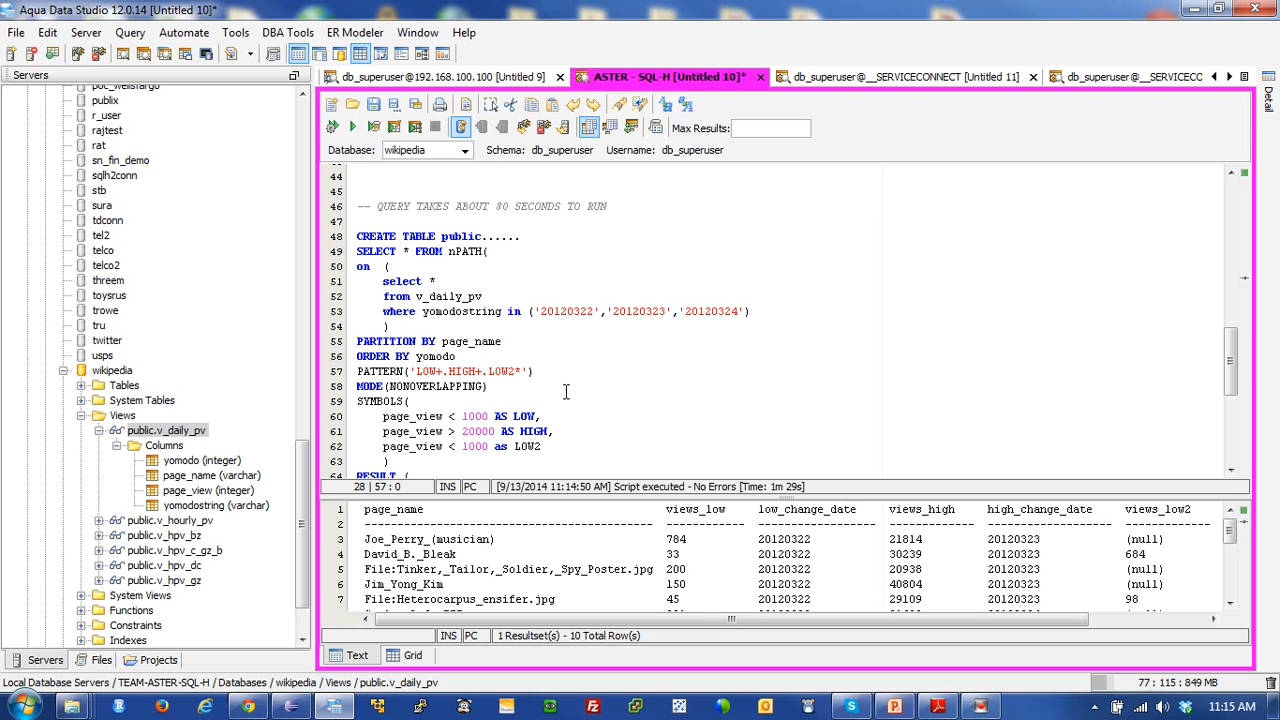 Aqua Data Studio 12.0.14 [Untitled 10]*
File Edit Server Query Automate Tools DBA Tools ER Modeler Window Help
Servers
poc_wellsfargo
publix
r_user
rajtest
rat
sn_fin_demo
sqlh2conn
stb
sura
tdconn
tel2
telco
telco2
threem
toysrus
trowe
tru
twitter
usps
wikipedia
Tables
System Tables
Views
public.v_daily_pv
Columns
yomodo (integer)
page_name (varchar)
page_view (integer)
yomodostring (varchar)
public.v_hourly_pv
public.v_hpv_bz
public.v_hpv_c_gz_b
public.v_hpv_dc
public.v_hpv_gz
System Views
Functions
Constraints
Indexes
Servers Files Projects
db_superuser@192.168.100.100 [Untitled 9] ASTER - SQL-H [Untitled 10]* db_superuser@__SERVICECONNECT [Untitled 11] db_superuser@__SERVICECC
Detail
Max Results:
Database: wikipedia Schema: db_superuser Username: db_superuser
44
45
46 -- QUERY TAKES ABOUT 80 SECONDS TO RUN
47
48 CREATE TABLE public......
49 SELECT * FROM nPATH(
50 on (
51 select *
52 from v_daily_pv
53 where yomodostring in ('20120322','20120323','20120324')
54 )
55 PARTITION BY page_name
56 ORDER BY yomodo
57 PATTERN('LOW+.HIGH+.LOW2*')
58 MODE(NONOVERLAPPING)
59 SYMBOLS(
60 page_view < 1000 AS LOW,
61 page_view > 20000 AS HIGH,
62 page_view < 1000 as LOW2
63 )
64 RESULT (
28 | 57 : 0 INS PC [9/13/2014 11:14:50 AM] Script executed - No Errors [Time: 1m 29s]
1 page_name views_low low_change_date views_high high_change_date views_low2
2 
3 Joe_Perry_(musician) 784 20120322 21814 20120323 (null)
4 David_B._Bleak 33 20120322 30239 20120323 684
5 File:Tinker,_Tailor,_Soldier,_Spy_Poster.jpg 200 20120322 20938 20120323 (null)
6 Jim_Yong_Kim 150 20120322 40804 20120323 (null)
7 File:Heterocarpus_ensifer.jpg 45 20120322 29109 20120323 98
INS PC 1 Resultset(s) - 10 Total Row(s)
Text Grid
Local Database Servers / TEAM-ASTER-SQL-H / Databases / wikipedia / Views / public.v_daily_pv
77 : 115 : 849 MB
11:15 AM